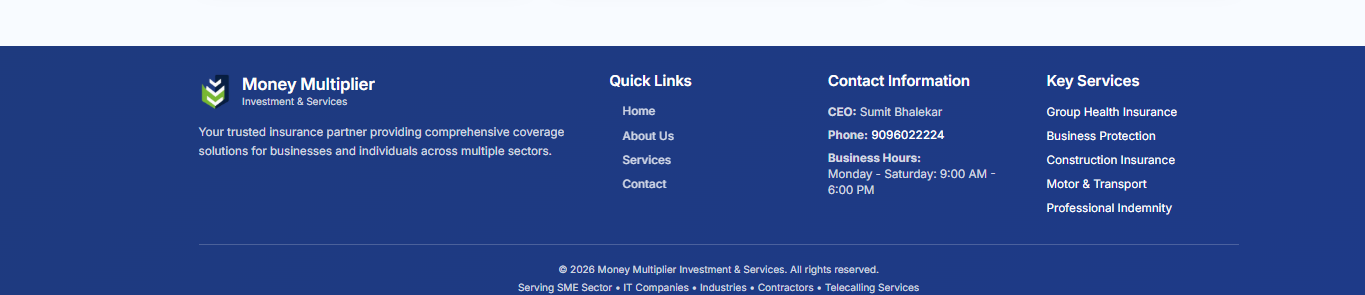 Money Multiplier
Investment & Services
Your trusted insurance partner providing comprehensive coverage
solutions for businesses and individuals across multiple sectors.
Quick Links
Home
About Us
Services
Contact
Contact Information
CEO: Sumit Bhalekar
Phone: 9096022224
Business Hours:
Monday - Saturday: 9:00 AM -
6:00 PM
Key Services
Group Health Insurance
Business Protection
Construction Insurance
Motor & Transport
Professional Indemnity
© 2026 Money Multiplier Investment & Services. All rights reserved.
Serving SME Sector • IT Companies • Industries • Contractors • Telecalling Services